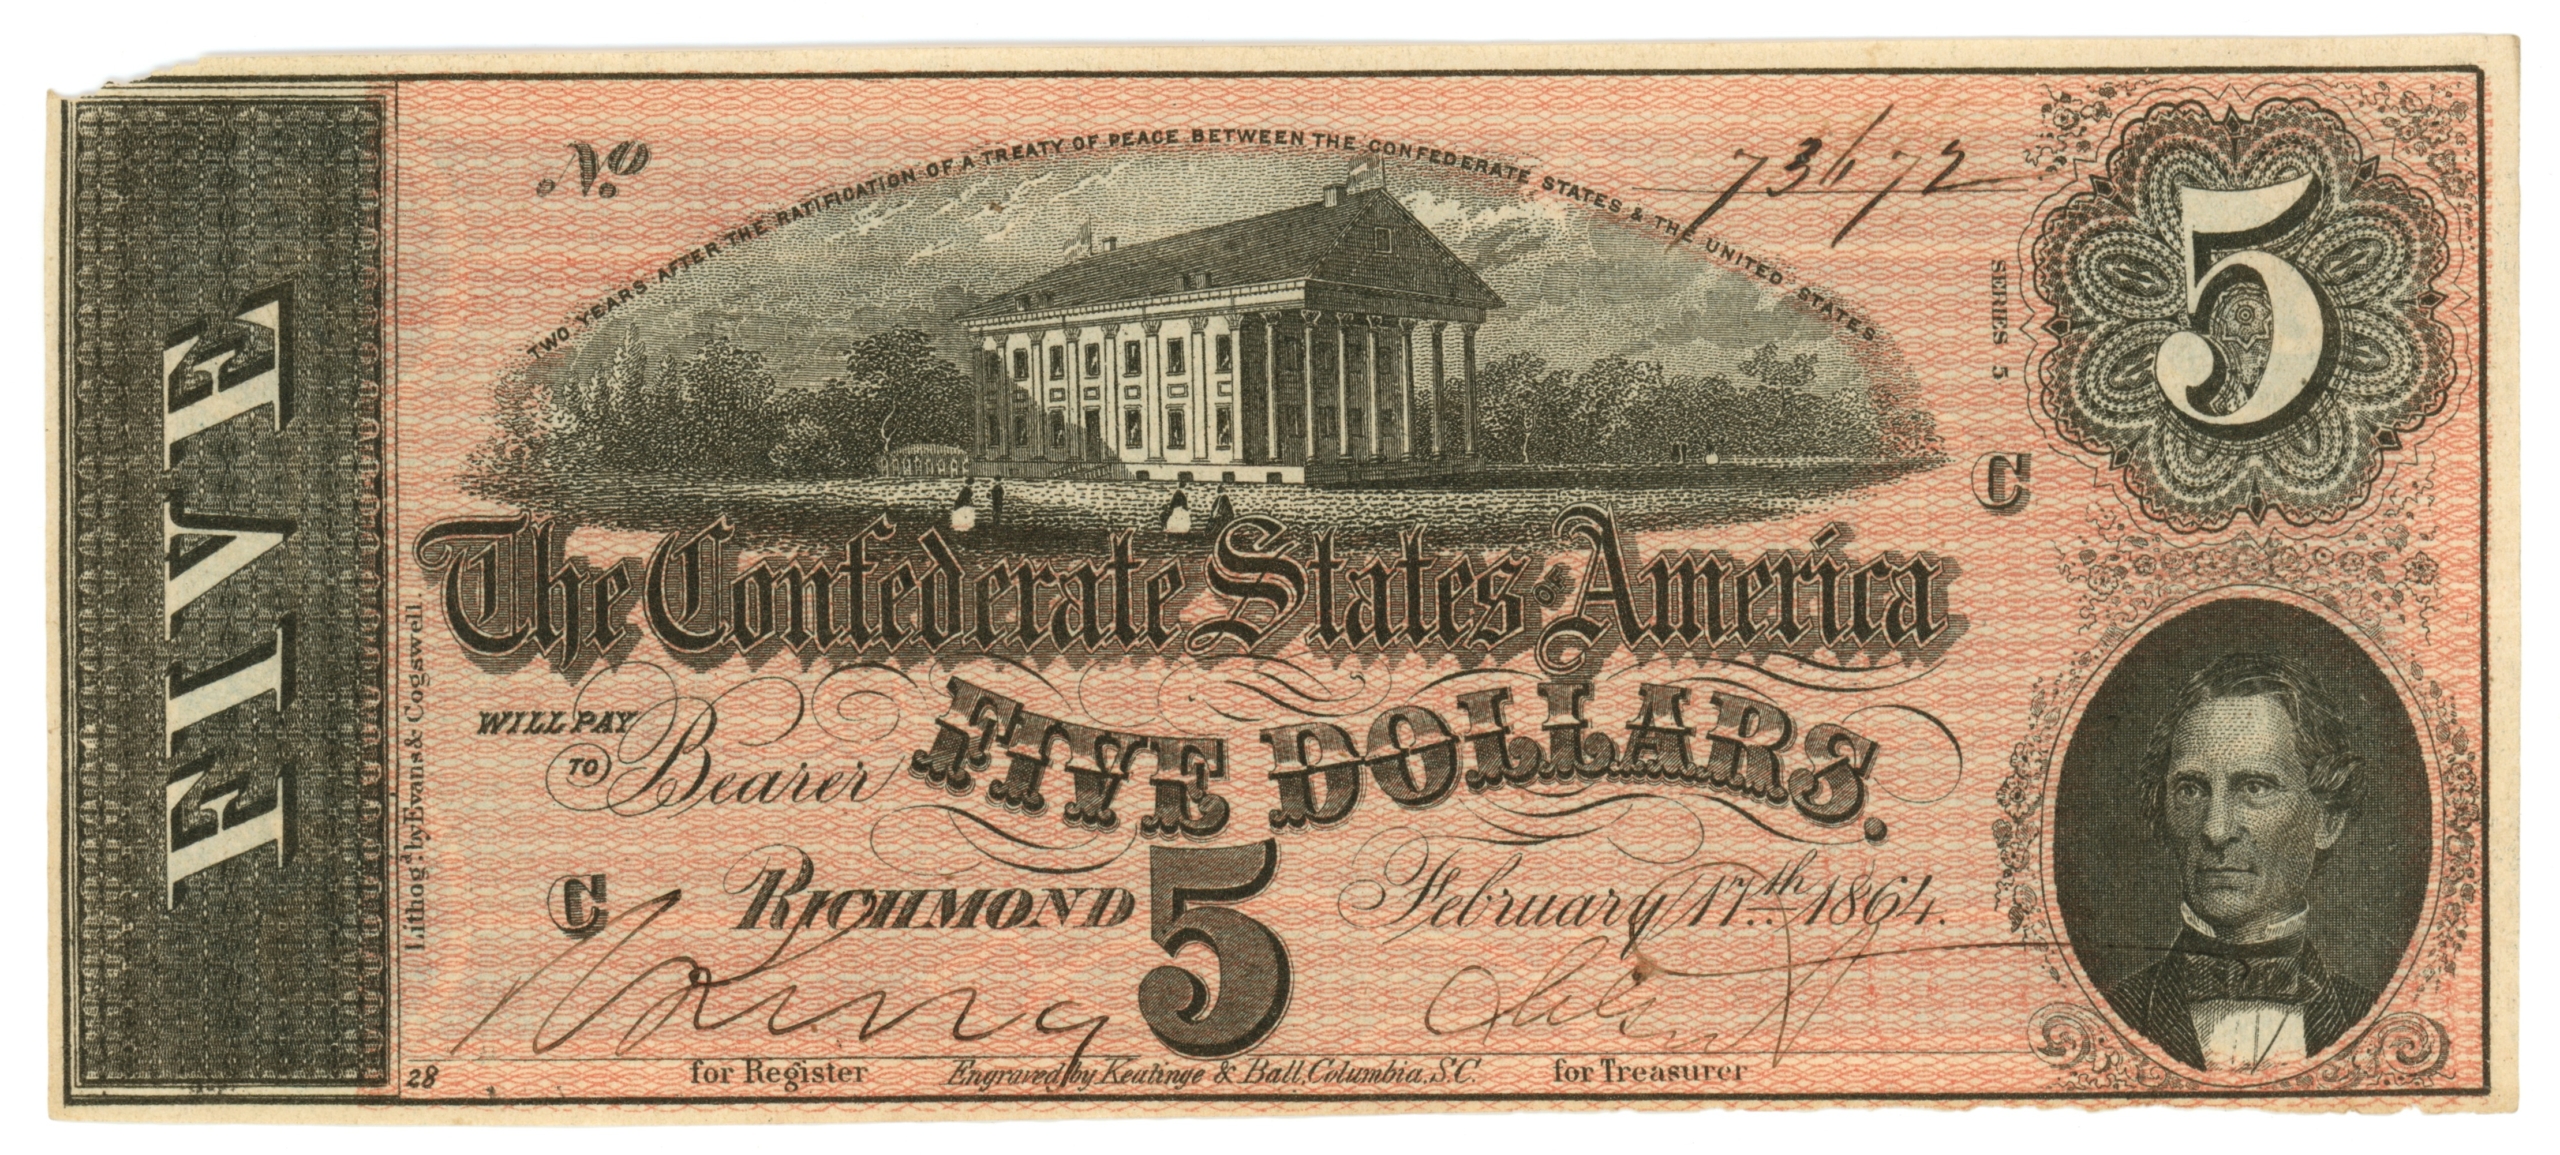 No
73672
TWO YEARS AFTER THE RATIFICATION OF A TREATY OF PEACE BETWEEN THE CONFEDERATE STATES & THE UNITED STATES
5
SERIES 5
C
FIVE
The Confederate States OF America
WILL PAY
TO Bearer FIVE DOLLARS.
Lithog.d by Evans & Cogswell.
C RICHMOND 5 February 17th 1864.
28 for Register Engraved by Keatinge & Ball, Columbia, S.C. for Treasurer